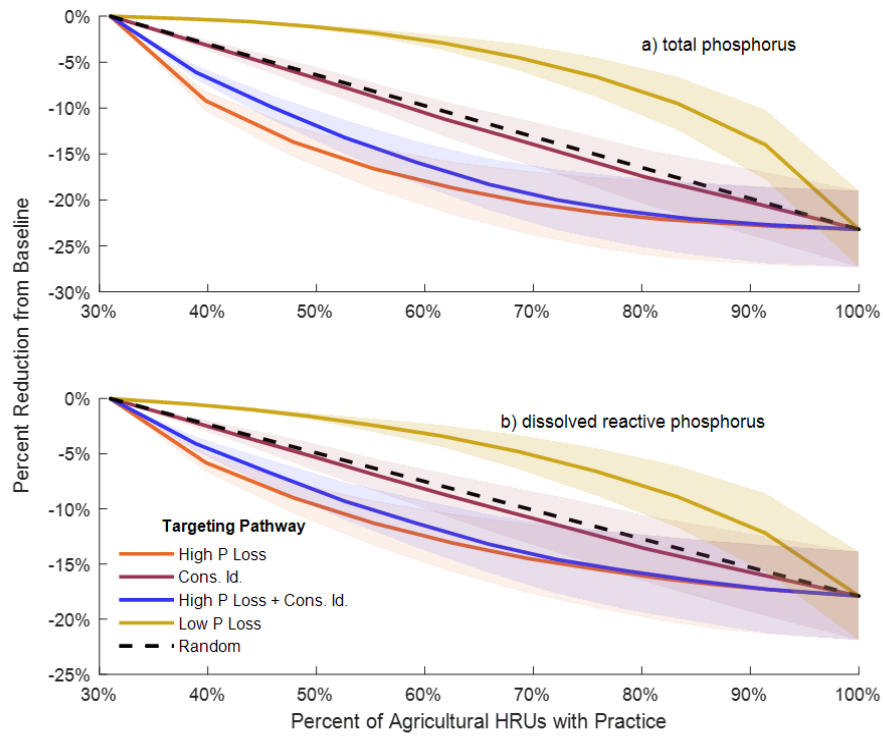 0%
-5%
-10%
-15%
-20%
-25%
-30%
a) total phosphorus
30%
40%
50%
60%
70%
80%
90%
100%
Percent Reduction from Baseline
0%
-5%
-10%
-15%
-20%
-25%
b) dissolved reactive phosphorus
Targeting Pathway
High P Loss
Cons. Id.
High P Loss + Cons. Id.
Low P Loss
Random
30%
40%
50%
60%
70%
80%
90%
100%
Percent of Agricultural HRUs with Practice